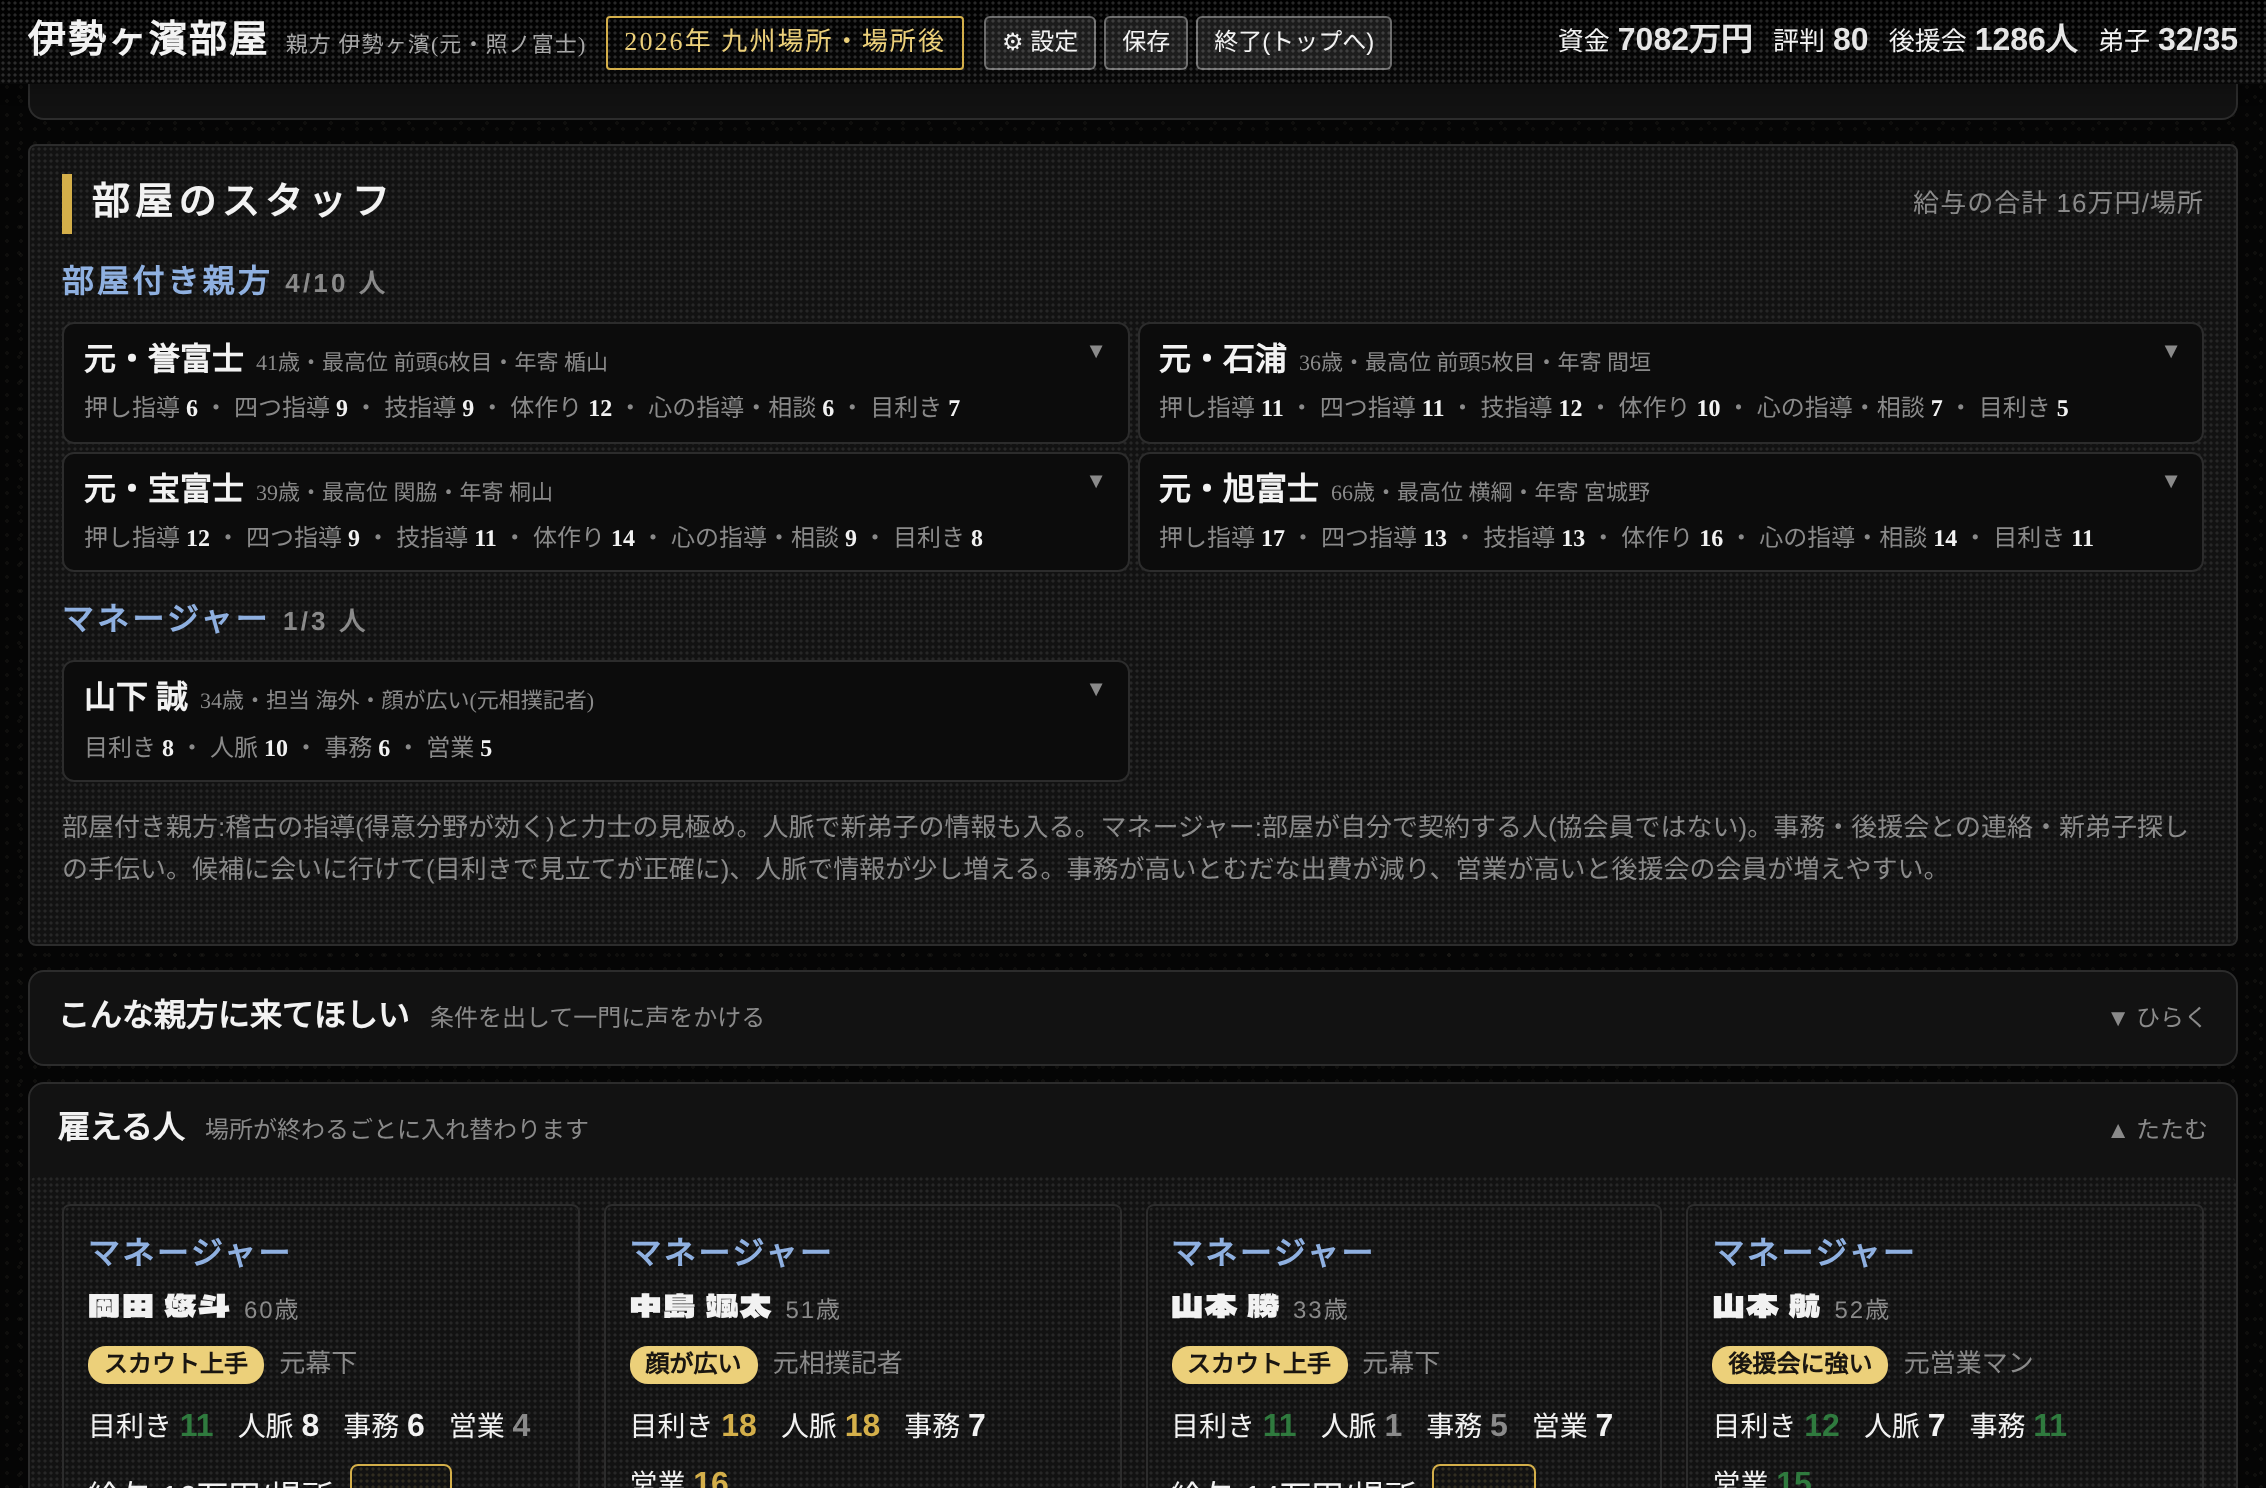 伊勢ヶ濱部屋 親方 伊勢ヶ濱(元・照ノ富士) 2026年 九州場所・場所後 ⚙ 設定 保存 終了(トップへ) 資金 7082万円 評判 80 後援会 1286人 弟子 32/35
部屋のスタッフ 給与の合計 16万円/場所
部屋付き親方 4/10 人
元・誉富士 41歳・最高位 前頭6枚目・年寄 楯山 ▼
押し指導 6 ・ 四つ指導 9 ・ 技指導 9 ・ 体作り 12 ・ 心の指導・相談 6 ・ 目利き 7
元・石浦 36歳・最高位 前頭5枚目・年寄 間垣 ▼
押し指導 11 ・ 四つ指導 11 ・ 技指導 12 ・ 体作り 10 ・ 心の指導・相談 7 ・ 目利き 5
元・宝富士 39歳・最高位 関脇・年寄 桐山 ▼
押し指導 12 ・ 四つ指導 9 ・ 技指導 11 ・ 体作り 14 ・ 心の指導・相談 9 ・ 目利き 8
元・旭富士 66歳・最高位 横綱・年寄 宮城野 ▼
押し指導 17 ・ 四つ指導 13 ・ 技指導 13 ・ 体作り 16 ・ 心の指導・相談 14 ・ 目利き 11
マネージャー 1/3 人
山下 誠 34歳・担当 海外・顔が広い(元相撲記者) ▼
目利き 8 ・ 人脈 10 ・ 事務 6 ・ 営業 5
部屋付き親方:稽古の指導(得意分野が効く)と力士の見極め。人脈で新弟子の情報も入る。マネージャー:部屋が自分で契約する人(協会員ではない)。事務・後援会との連絡・新弟子探し
の手伝い。候補に会いに行けて(目利きで見立てが正確に)、人脈で情報が少し増える。事務が高いとむだな出費が減り、営業が高いと後援会の会員が増えやすい。
こんな親方に来てほしい 条件を出して一門に声をかける ▼ ひらく
雇える人 場所が終わるごとに入れ替わります ▲ たたむ
マネージャー
岡田 悠斗 60歳
スカウト上手 元幕下
目利き 11 人脈 8 事務 6 営業 4
マネージャー
中島 颯太 51歳
顔が広い 元相撲記者
目利き 18 人脈 18 事務 7
営業 16
マネージャー
山本 勝 33歳
スカウト上手 元幕下
目利き 11 人脈 1 事務 5 営業 7
マネージャー
山本 航 52歳
後援会に強い 元営業マン
目利き 12 人脈 7 事務 11
営業 15